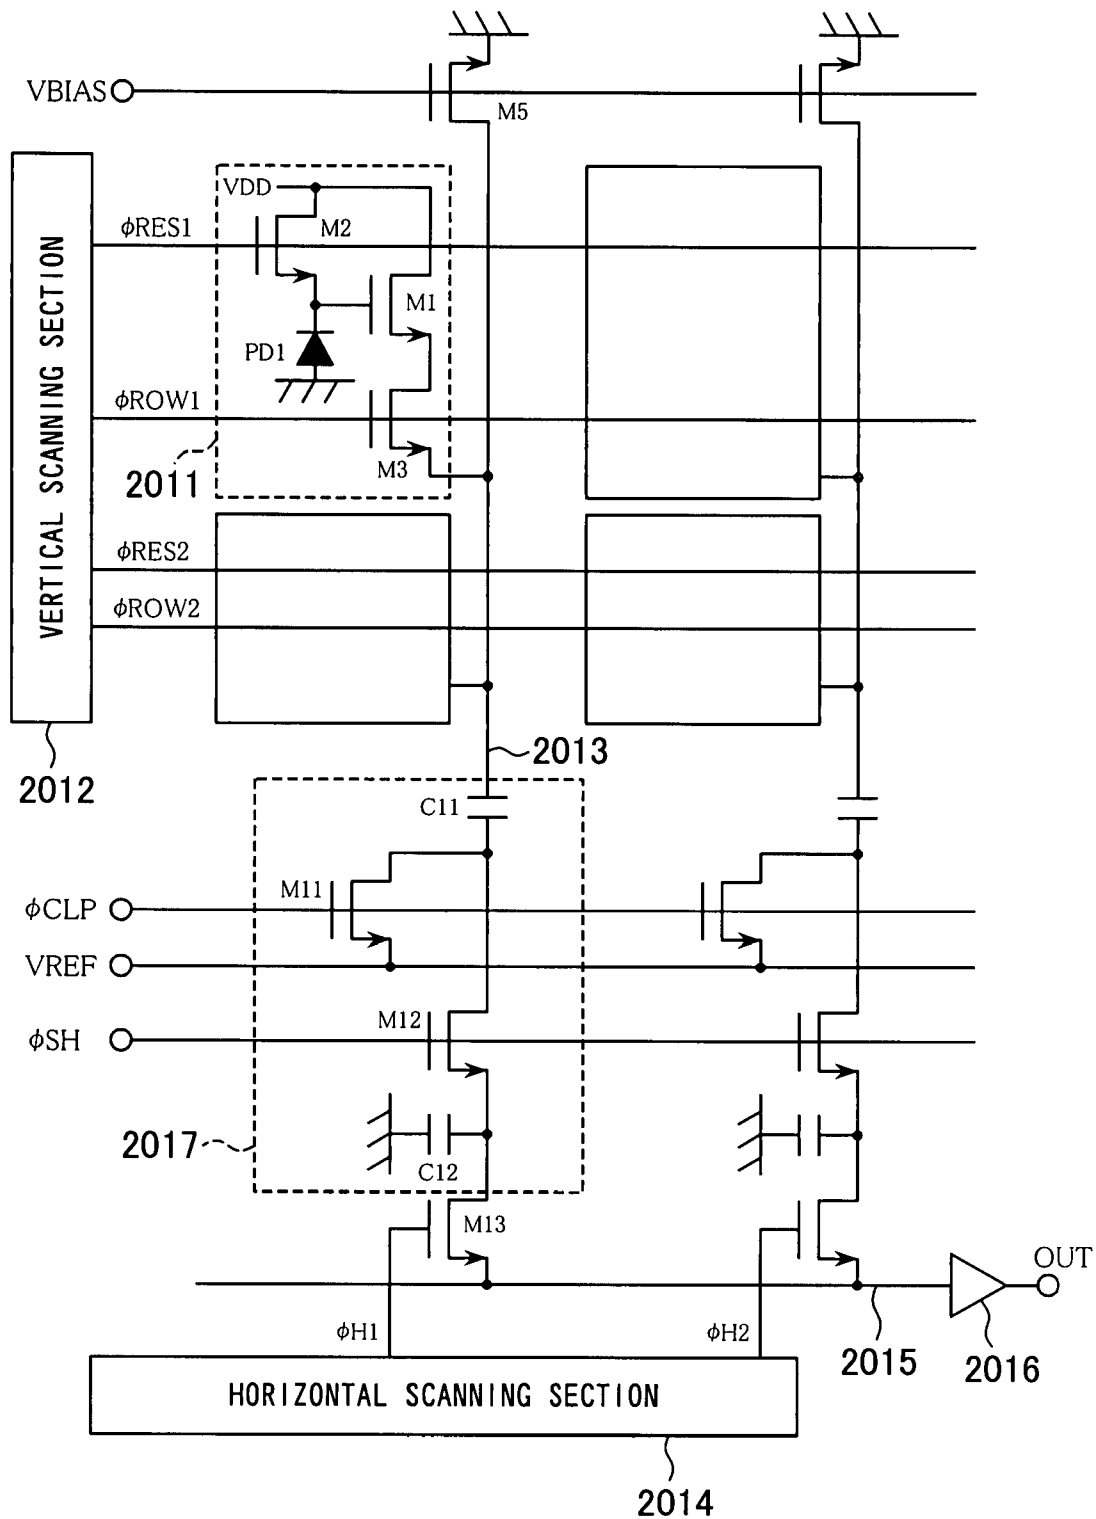 VBIAS
M5
VDD
ϕRES1
M2
M1
PD1
ϕROW1
M3
2011
VERTICAL SCANNING SECTION
ϕRES2
ϕROW2
2013
2012
C11
M11
ϕCLP
VREF
M12
ϕSH
2017
C12
M13
OUT
ϕH1
ϕH2
2015
2016
HORIZONTAL SCANNING SECTION
2014